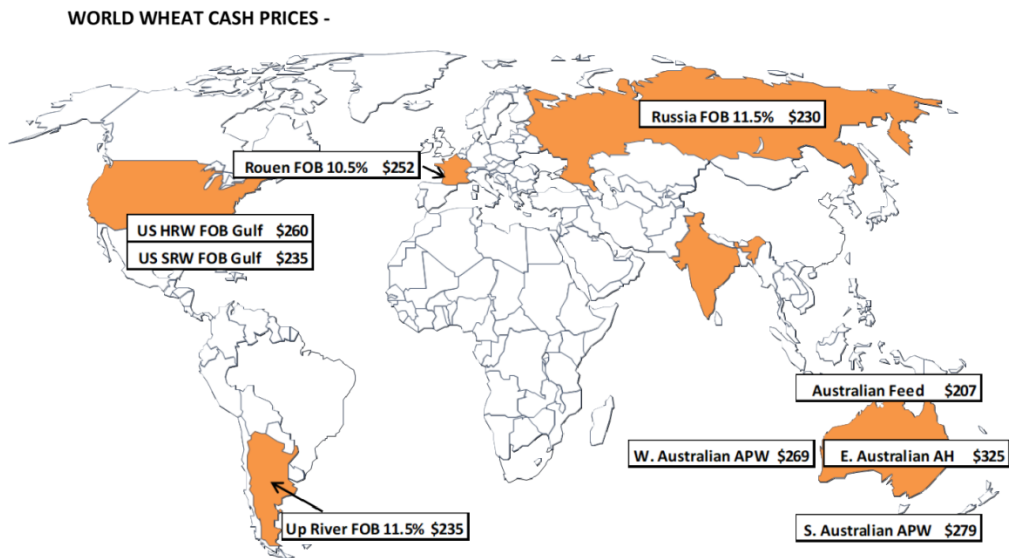 WORLD WHEAT CASH PRICES -
Russia FOB 11.5% $230
Rouen FOB 10.5% $252
US HRW FOB Gulf $260
US SRW FOB Gulf $235
Australian Feed $207
W. Australian APW $269
E. Australian AH $325
Up River FOB 11.5% $235
S. Australian APW $279